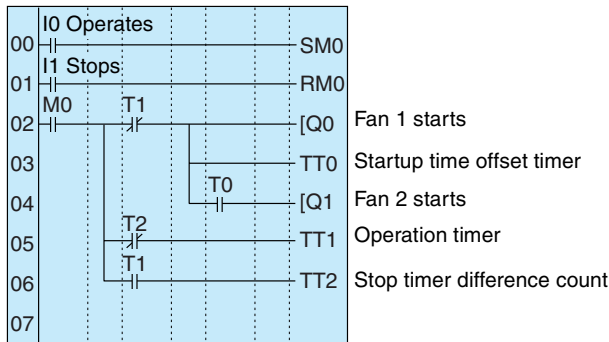 I0 Operates
00 SM0
I1 Stops
01 RM0
M0 T1
02 [Q0 Fan 1 starts
03 TT0 Startup time offset timer
T0
04 [Q1 Fan 2 starts
T2
05 TT1 Operation timer
T1
06 TT2 Stop timer difference count
07